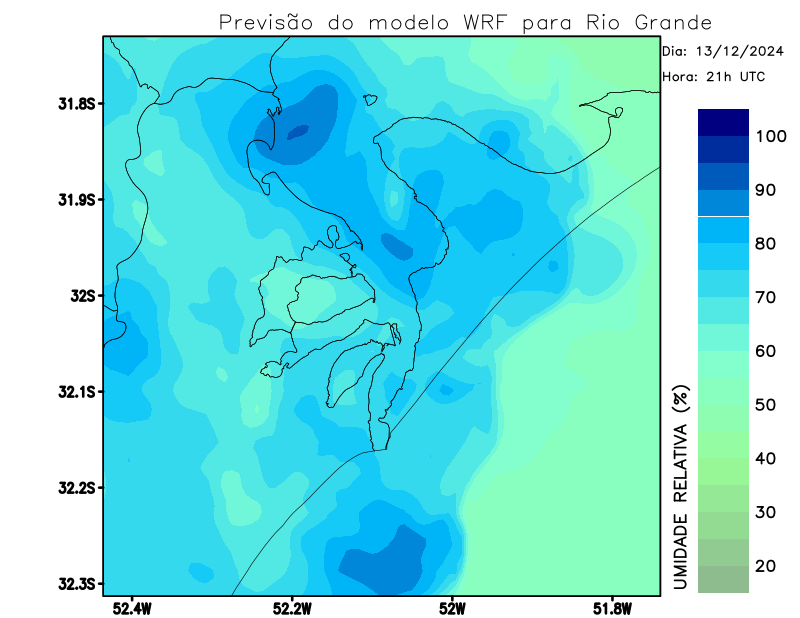 Previsão do modelo WRF para Rio Grande
Dia: 13/12/2024
Hora: 21h UTC
31.8S
31.9S
32S
32.1S
32.2S
32.3S
52.4W
52.2W
52W
51.8W
100
90
80
70
60
50
40
30
20
UMIDADE RELATIVA (%)